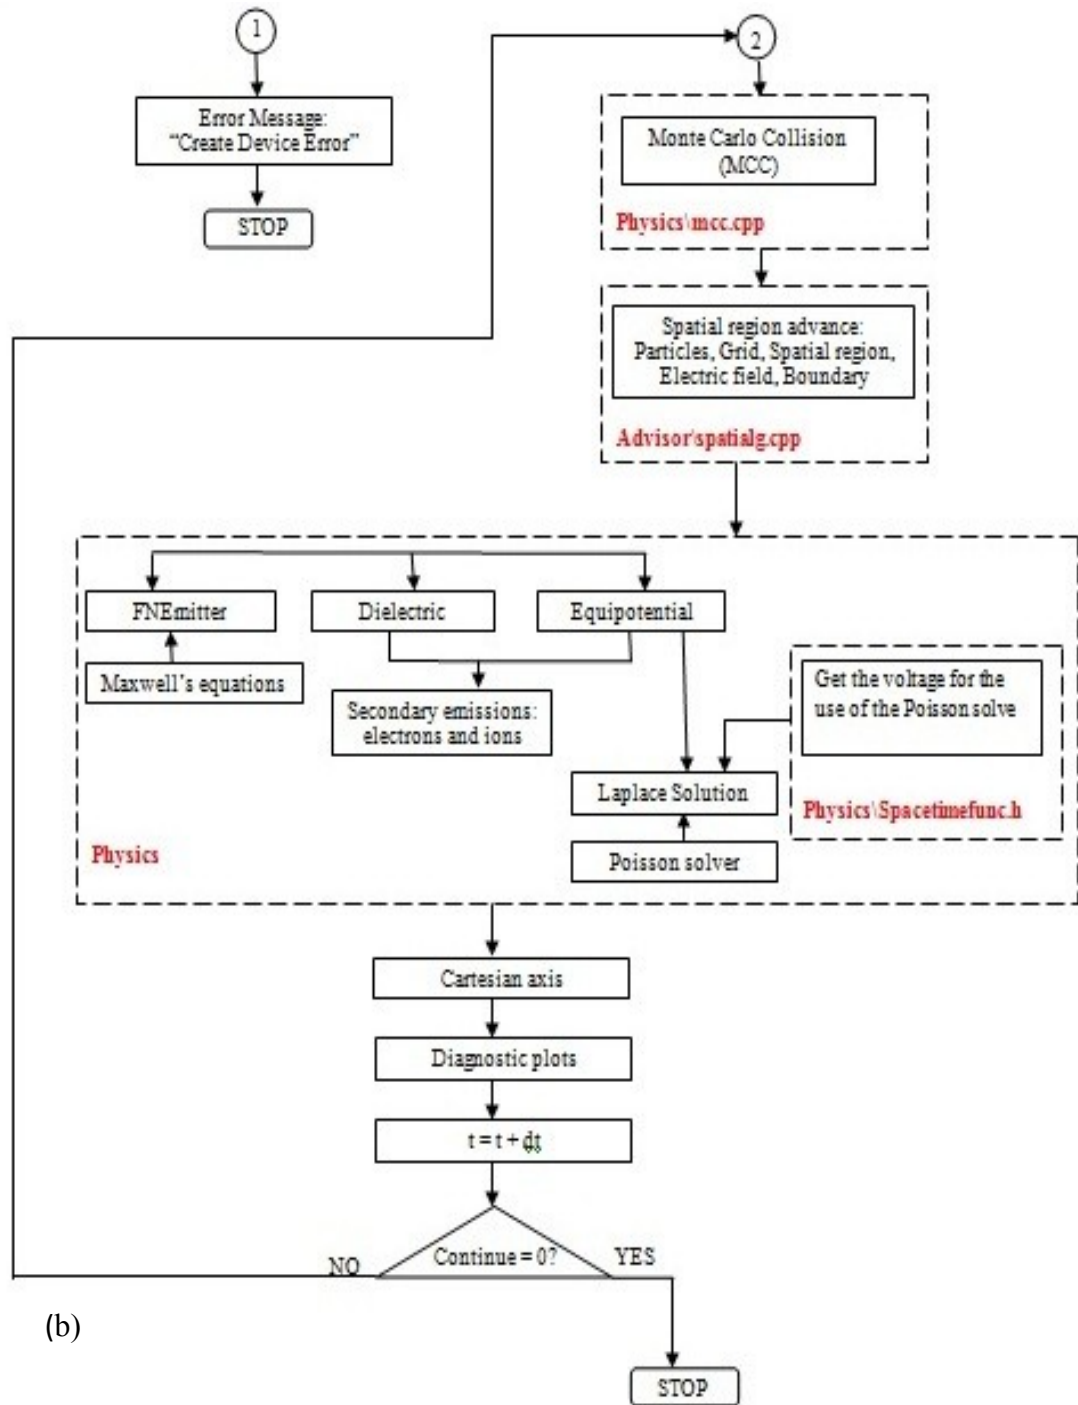 1
Error Message:
“Create Device Error”
STOP
2
Monte Carlo Collision
(MCC)
Physics\mcc.cpp
Spatial region advance:
Particles, Grid, Spatial region,
Electric field, Boundary
Advisor\spatialg.cpp
FNEmitter
Dielectric
Equipotential
Maxwell’s equations
Secondary emissions:
electrons and ions
Get the voltage for the
use of the Poisson solve
Laplace Solution
Physics\Spacetimefunc.h
Poisson solver
Physics
Cartesian axis
Diagnostic plots
t = t + dt
Continue = 0?
NO
YES
(b)
STOP